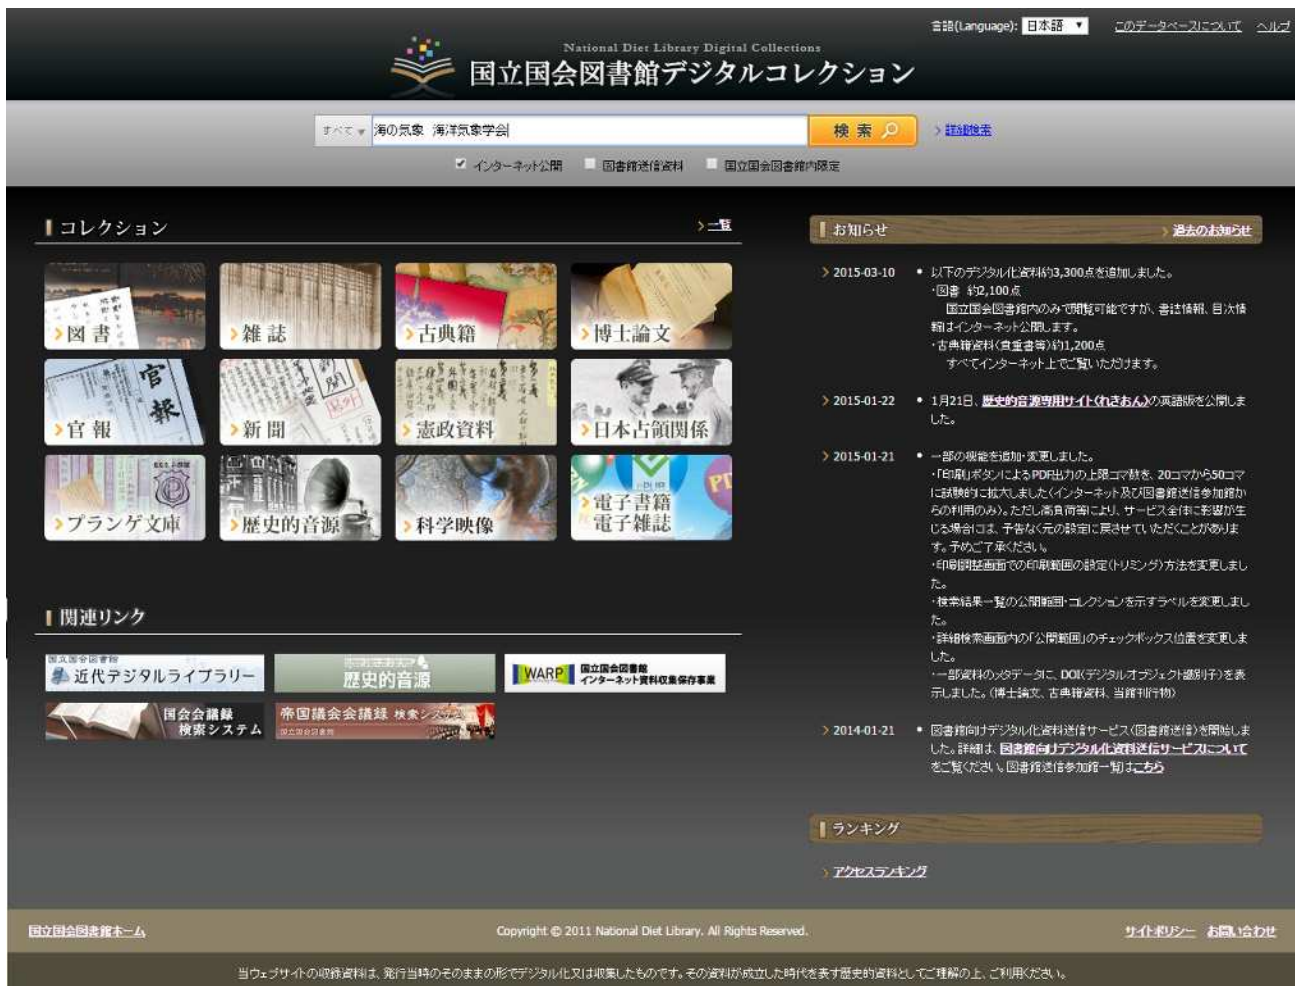 言語(Language): 日本語 ▼ このデータベースについて ヘルプ
National Diet Library Digital Collections
国立国会図書館デジタルコレクション
すべて ▼ 海の気象 海洋気象学会 検 索 > 詳細検索
✔ インターネット公開 図書館送信資料 国立国会図書館内限定
コレクション
> 一覧
> 図 書
> 雑 誌
> 古典籍
> 博士論文
> 官 報
> 新 聞
> 憲政資料
> 日本占領関係
> プランゲ文庫
> 歴史的音源
> 科学映像
> 電子書籍
電子雑誌
関連リンク
国立国会図書館
近代デジタルライブラリー
歴史的音源
WARP 国立国会図書館
インターネット資料収集保存事業
国会会議録
検索システム
帝国議会会議録 検索システム
国立国会図書館
お知らせ > 過去のお知らせ
> 2015-03-10 • 以下のデジタル化資料約3,300点を追加しました。
・図書 約2,100点
国立国会図書館内のみで閲覧可能ですが、書誌情報、目次情
報はインターネット公開します。
・古典籍資料(貴重書等)約1,200点
すべてインターネット上でご覧いただけます。
> 2015-01-22 • 1月21日、歴史的音源専用サイト(れきおん)の英語版を公開しま
した。
> 2015-01-21 • 一部の機能を追加・変更しました。
・「印刷」ボタンによるPDF出力の上限コマ数を、20コマから50コマ
に試験的に拡大しました(インターネット及び図書館送信参加館か
らの利用のみ)。ただし高負荷等により、サービス全体に影響が生
じる場合には、予告なく元の設定に戻させていただくことがありま
す。予めご了承ください。
・印刷調整画面での印刷範囲の設定(トリミング)方法を変更しまし
た。
・検索結果一覧の公開範囲・コレクションを示すラベルを変更しまし
た。
・詳細検索画面内の「公開範囲」のチェックボックス位置を変更しま
した。
・一部資料のメタデータに、DOI(デジタルオブジェクト識別子)を表
示しました。(博士論文、古典籍資料、当館刊行物)
> 2014-01-21 • 図書館向けデジタル化資料送信サービス(図書館送信)を開始しま
した。詳細は、図書館向けデジタル化資料送信サービスについて
をご覧ください。図書館送信参加館一覧はこちら
ランキング
> アクセスランキング
国立国会図書館ホーム Copyright © 2011 National Diet Library. All Rights Reserved. サイトポリシー お問い合わせ
当ウェブサイトの収録資料は、発行当時のそのままの形でデジタル化又は収集したものです。その資料が成立した時代を表す歴史的資料としてご理解の上、ご利用ください。